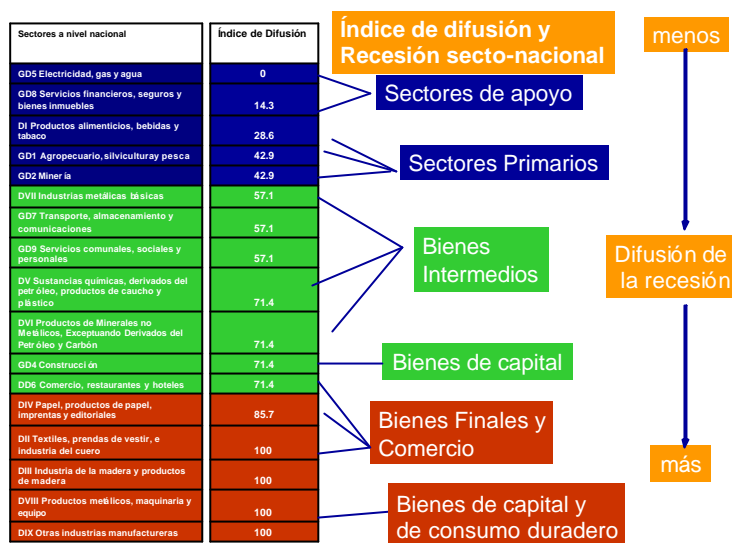 Sectores a nivel nacional
Índice de Difusión
GD5 Electricidad, gas y agua
0
GD8 Servicios financieros, seguros y
bienes inmuebles
14.3
DI Productos alimenticios, bebidas y
tabaco
28.6
GD1 Agropecuario, silvicultura y pesca
42.9
GD2 Minería
42.9
DVII Industrias metálicas básicas
57.1
GD7 Transporte, almacenamiento y
comunicaciones
57.1
GD9 Servicios comunales, sociales y
personales
57.1
DV Sustancias químicas, derivados del
petróleo, productos de caucho y
plástico
71.4
DVI Productos de Minerales no
Metálicos, Exceptuando Derivados del
Petróleo y Carbón
71.4
GD4 Construcción
71.4
DD6 Comercio, restaurantes y hoteles
71.4
DIV Papel, productos de papel,
imprentas y editoriales
85.7
DII Textiles, prendas de vestir, e
industria del cuero
100
DIII Industria de la madera y productos
de madera
100
DVIII Productos metálicos, maquinaria y
equipo
100
DIX Otras industrias manufactureras
100
Índice de difusión y
Recesión secto-nacional
Sectores de apoyo
Sectores Primarios
Bienes
Intermedios
Bienes de capital
Bienes Finales y
Comercio
Bienes de capital y
de consumo duradero
menos
Difusión de
la recesión
más